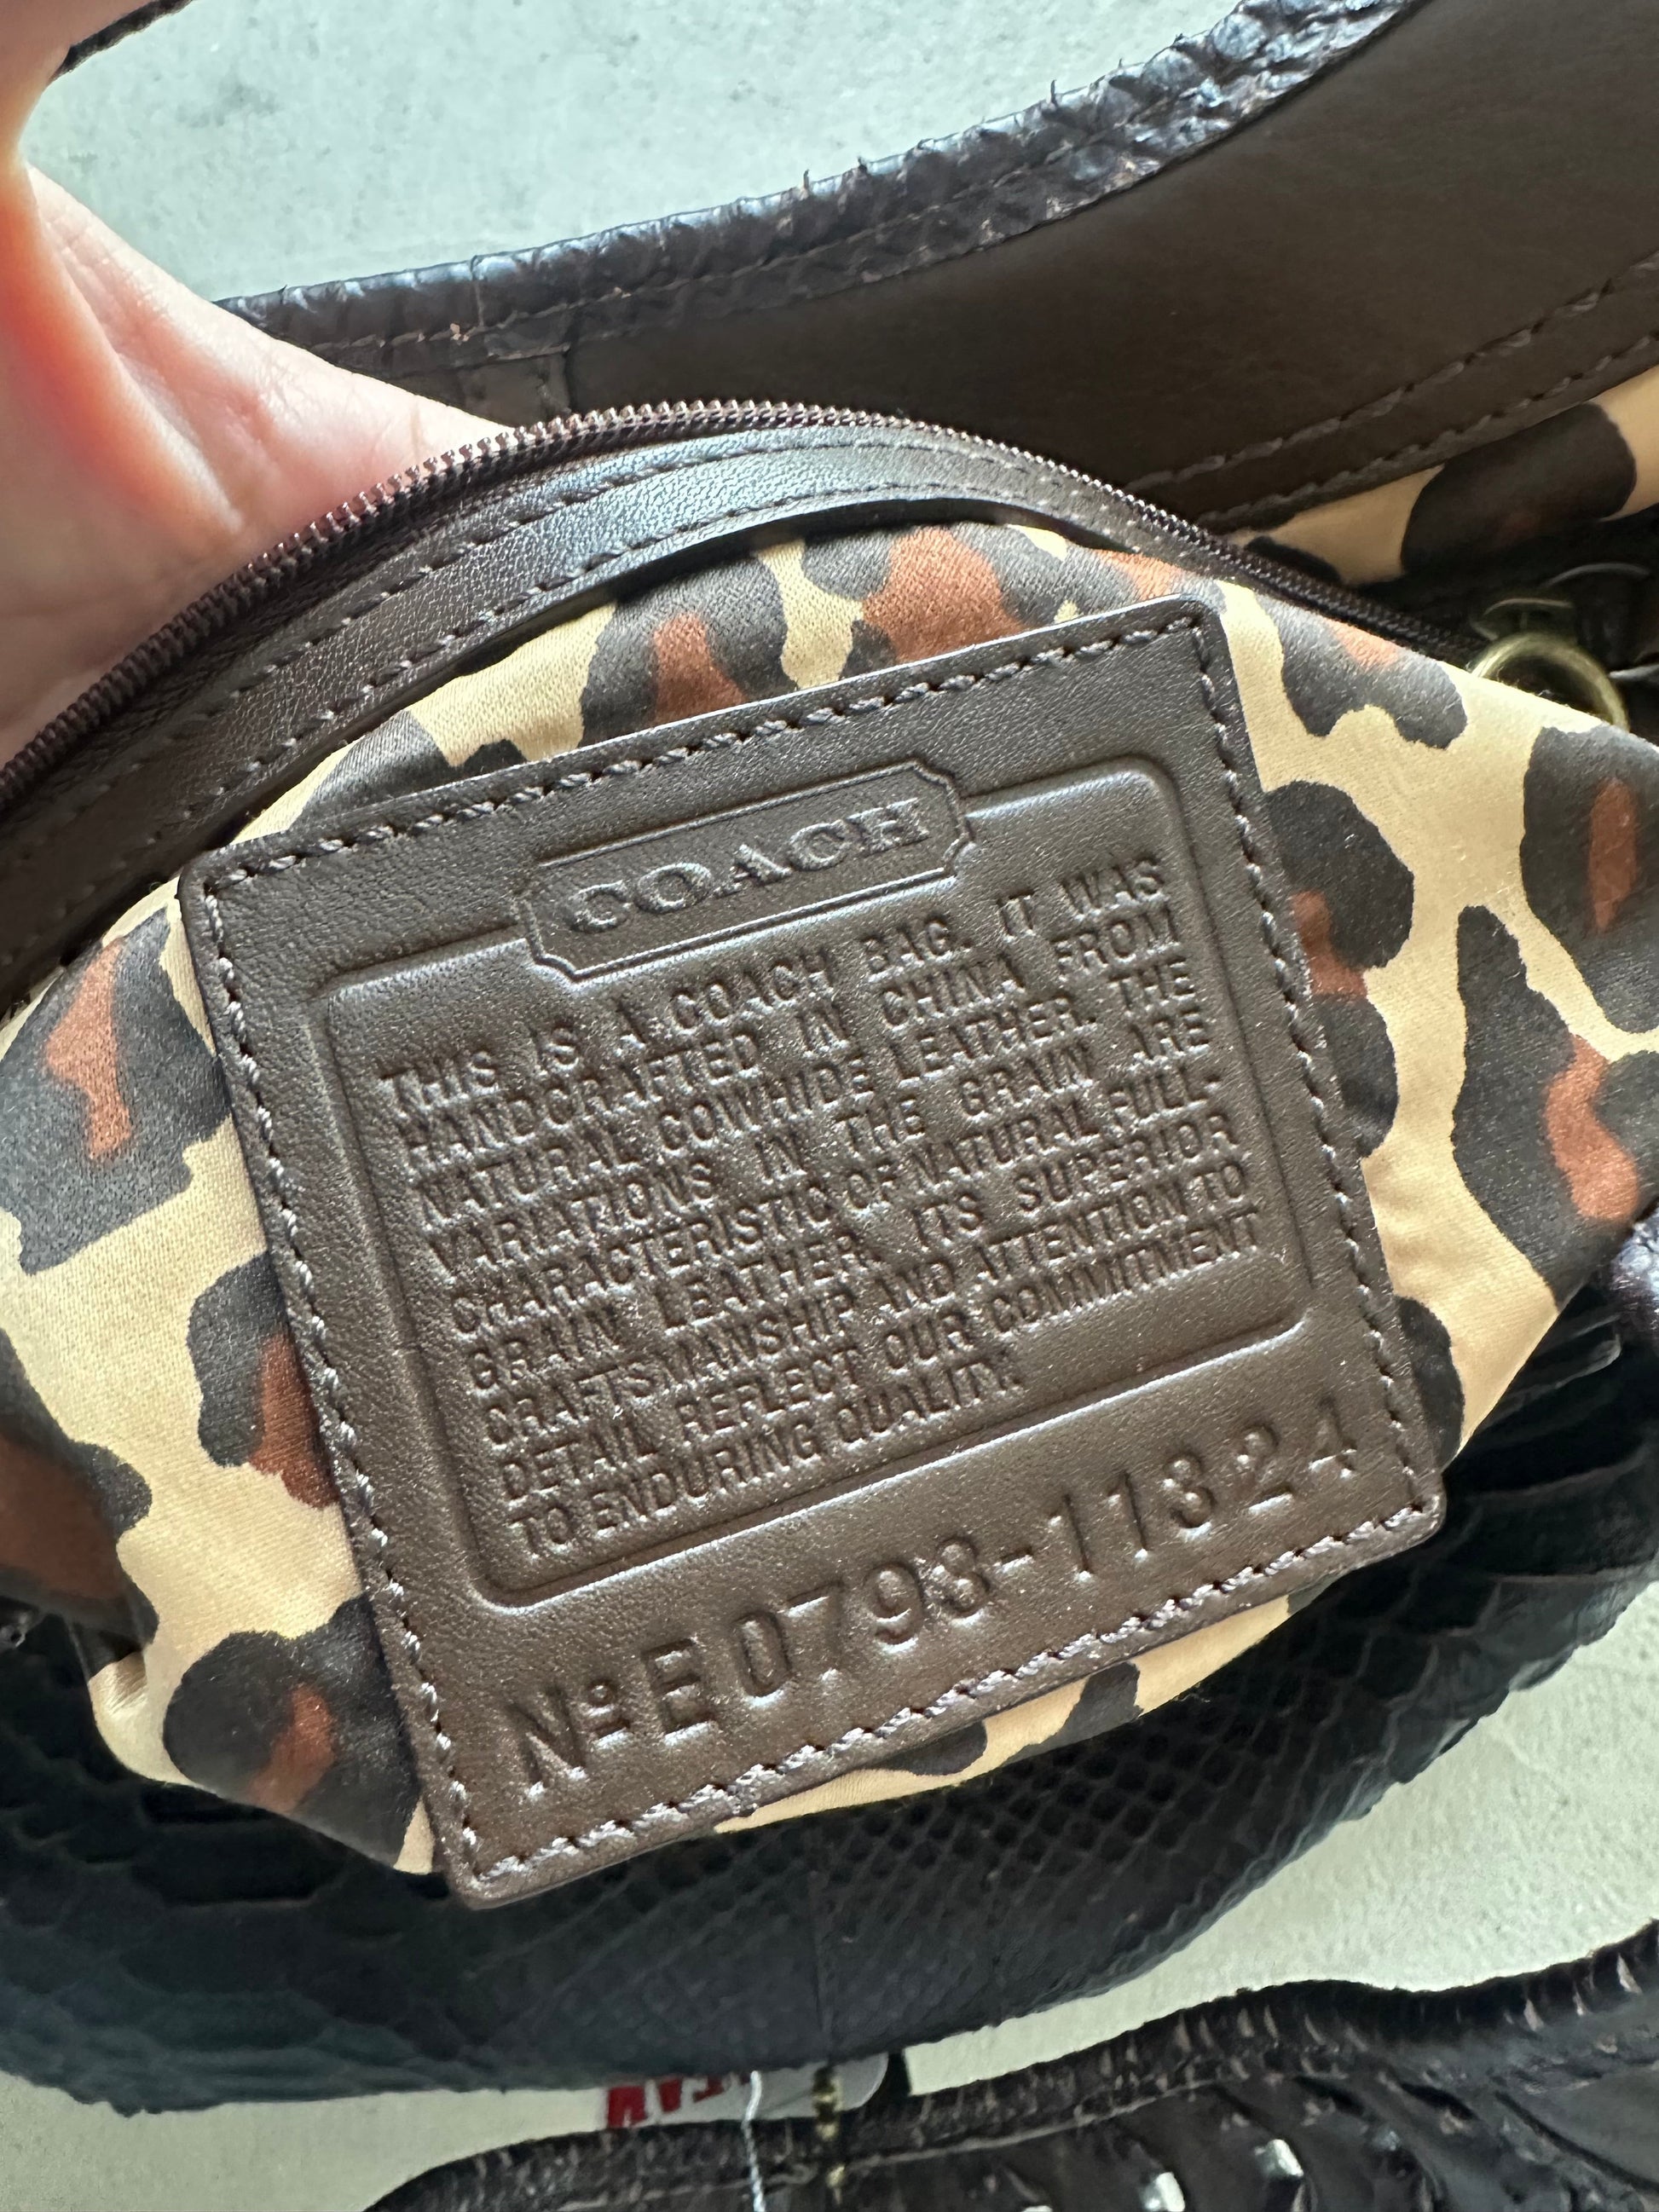 COACH
THIS IS A COACH BAG. IT WAS
HANDCRAFTED IN CHINA FROM
NATURAL COWHIDE LEATHER. THE
VARIATIONS IN THE GRAIN ARE
CHARACTERISTIC OF NATURAL FULL-
GRAIN LEATHER. ITS SUPERIOR
CRAFTSMANSHIP AND ATTENTION TO
DETAIL REFLECT OUR COMMITMENT
TO ENDURING QUALITY.
Nº E0793-11324